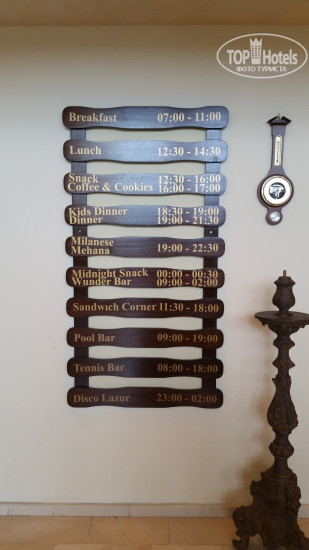 TOP Hotels
ФОТО ТУРИСТА
Breakfast 07:00 - 11:00
Lunch 12:30 - 14:30
Snack 12:30 - 16:00
Coffee & Cookies 16:00 - 17:00
Kids Dinner 18:30 - 19:00
Dinner 19:00 - 21:30
Milanese
Mehana 19:00 - 22:30
Midnight Snack 00:00 - 00:30
Wunder Bar 09:00 - 02:00
Sandwich Corner 11:30 - 18:00
Pool Bar 09:00 - 19:00
Tennis Bar 08:00 - 18:00
Disco Lazur 23:00 - 02:00